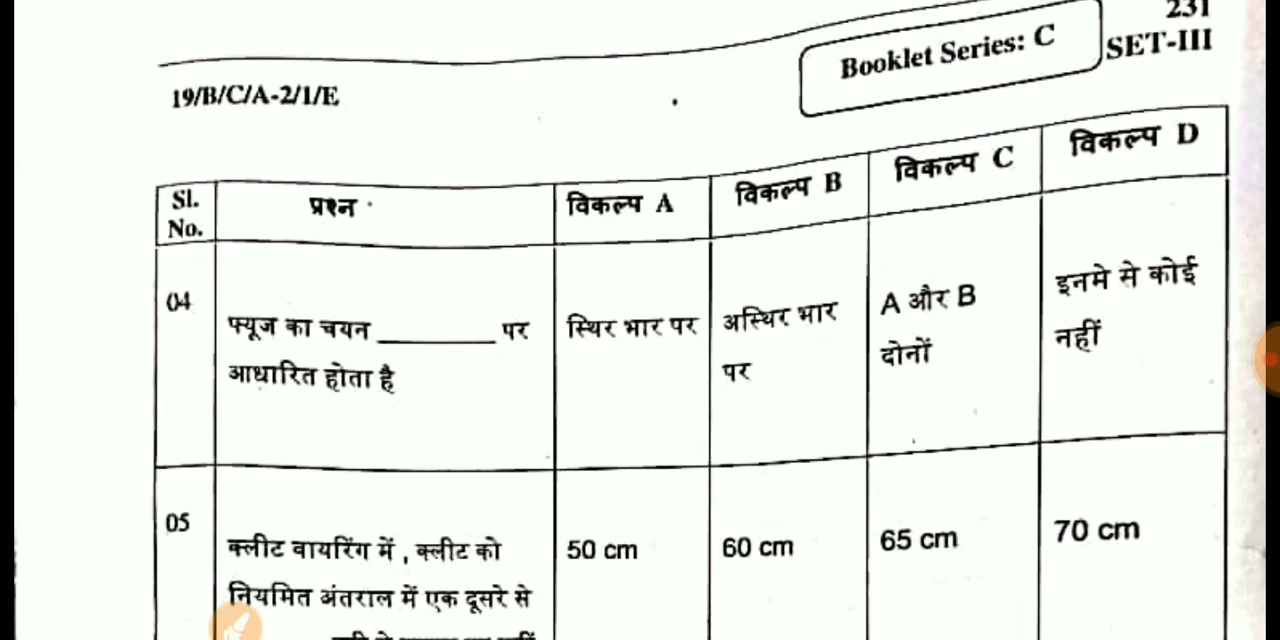 231
Booklet Series: C
SET-III
19/B/C/A-2/1/E
Sl. No.
प्रश्न
विकल्प A
विकल्प B
विकल्प C
विकल्प D
04
फ्यूज का चयन ________ पर
आधारित होता है
स्थिर भार पर
अस्थिर भार
पर
A और B
दोनों
इनमे से कोई
नहीं
05
क्लीट वायरिंग में , क्लीट को
नियमित अंतराल में एक दूसरे से
50 cm
60 cm
65 cm
70 cm